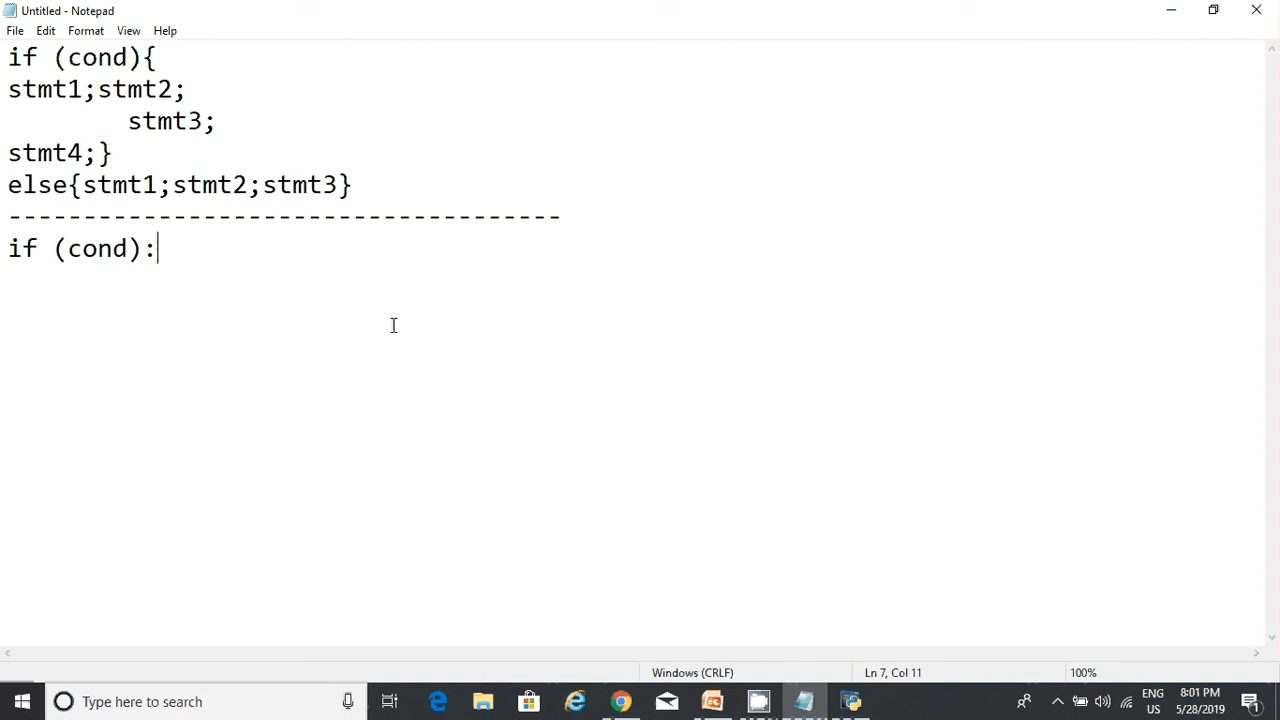 Untitled - Notepad
File Edit Format View Help
if (cond){
stmt1;stmt2;
        stmt3;
stmt4;}
else{stmt1;stmt2;stmt3}
-------------------------------------
if (cond):
Windows (CRLF) Ln 7, Col 11 100%
Type here to search
ENG 8:01 PM
US 5/28/2019
1